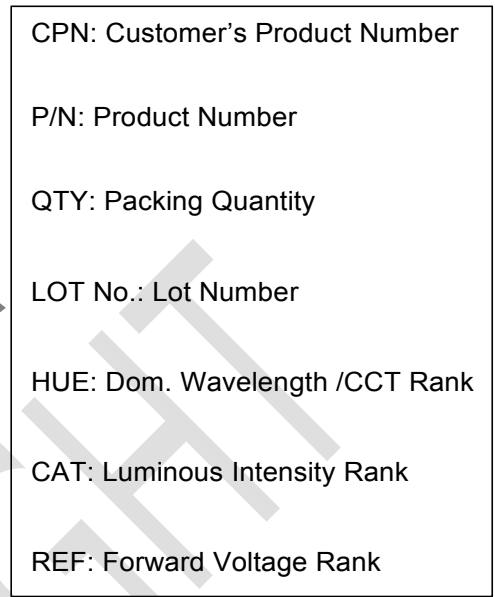 CPN: Customer’s Product Number
P/N: Product Number
QTY: Packing Quantity
LOT No.: Lot Number
HUE: Dom. Wavelength /CCT Rank
CAT: Luminous Intensity Rank
REF: Forward Voltage Rank
GHT